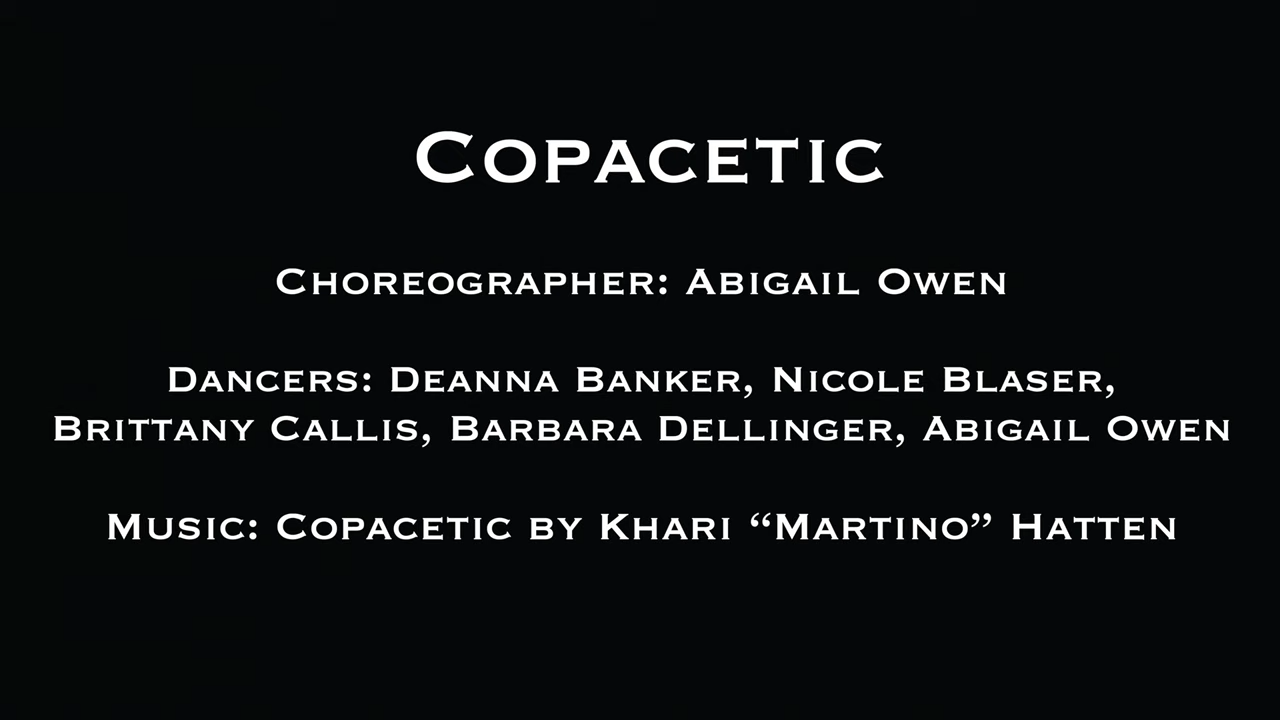 Copacetic
Choreographer: Abigail Owen
Dancers: Deanna Banker, Nicole Blaser,
Brittany Callis, Barbara Dellinger, Abigail Owen
Music: Copacetic by Khari “Martino” Hatten